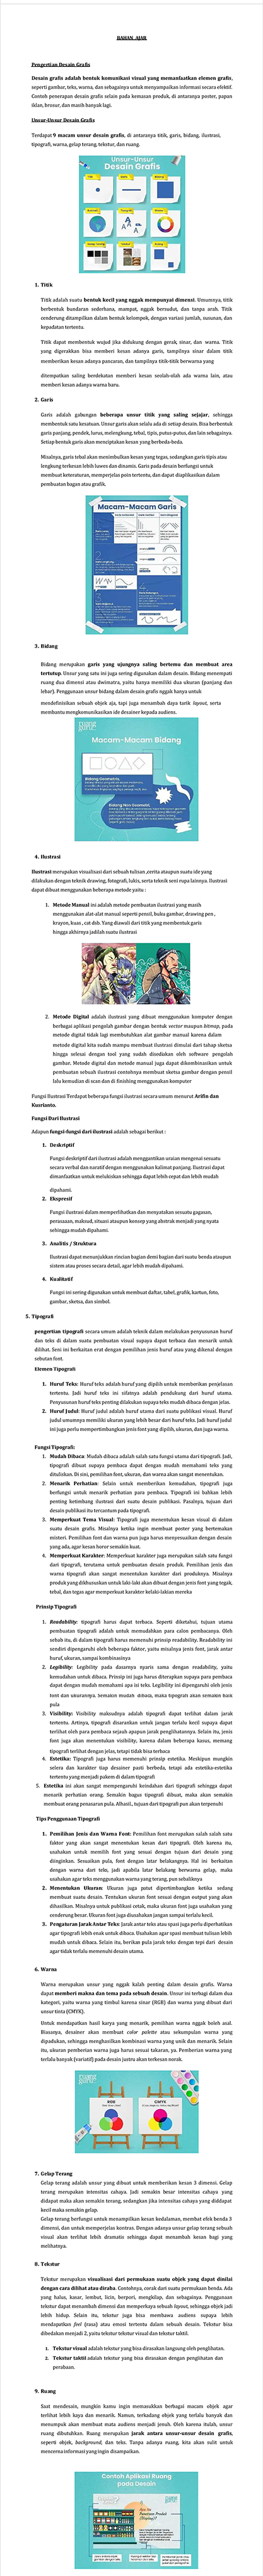 BAHAN AJAR
Pengertian Desain Grafis
Desain grafis adalah bentuk komunikasi visual yang memanfaatkan elemen grafis,
seperti gambar, teks, warna, dan sebagainya untuk menyampaikan informasi secara efektif.
Contoh penerapan desain grafis selain pada kemasan produk, di antaranya poster, papan
iklan, brosur, dan masih banyak lagi.
Unsur-Unsur Desain Grafis
Terdapat 9 macam unsur desain grafis, di antaranya titik, garis, bidang, ilustrasi,
tipografi, warna, gelap terang, tekstur, dan ruang.
Unsur-Unsur
Desain Grafis
1. Titik
Titik adalah suatu bentuk kecil yang nggak mempunyai dimensi. Umumnya, titik
berbentuk bundaran sederhana, mampat, nggak bersudut, dan tanpa arah. Titik
cenderung ditampilkan dalam bentuk kelompok, dengan variasi jumlah, susunan, dan
kepadatan tertentu.
Titik dapat membentuk wujud jika didukung dengan gerak, sinar, dan warna. Titik
yang digerakkan bisa memberi kesan adanya garis, tampilnya sinar dalam titik
memberikan kesan adanya pancaran, dan tampilnya titik-titik berwarna yang
ditempatkan saling berdekatan memberi kesan seolah-olah ada warna lain, atau
memberi kesan adanya warna baru.
2. Garis
Garis adalah gabungan beberapa unsur titik yang saling sejajar, sehingga
membentuk satu kesatuan. Unsur garis akan selalu ada di setiap desain. Bisa berbentuk
garis panjang, pendek, lurus, melengkung, tebal, tipis, putus-putus, dan lain sebagainya.
Setiap bentuk garis akan menciptakan kesan yang berbeda-beda.
Misalnya, garis tebal akan menimbulkan kesan yang tegas, sedangkan garis tipis atau
lengkung terkesan lebih luwes dan dinamis. Garis pada desain berfungsi untuk
membuat keteraturan, memperjelas poin tertentu, dan dapat diaplikasikan dalam
pembuatan bagan atau grafik.
Macam-Macam Garis
3. Bidang
Bidang merupakan garis yang ujungnya saling bertemu dan membuat area
tertutup. Unsur yang satu ini juga sering digunakan dalam desain. Bidang menempati
ruang dua dimensi atau dwimatra, yaitu hanya memiliki dua ukuran (panjang dan
lebar). Penggunaan unsur bidang dalam desain grafis nggak hanya untuk
mendefinisikan sebuah objek aja, tapi juga menambah daya tarik layout, serta
membantu mengkomunikasikan ide desainer kepada audiens.
Macam-Macam Bidang
4. Ilustrasi
Ilustrasi merupakan visualisasi dari sebuah tulisan ,cerita ataupun suatu ide yang
dilakukan dengan teknik drawing, fotografi, lukis, serta teknik seni rupa lainnya. Ilustrasi
dapat dibuat menggunakan beberapa metode yaitu :
1. Metode Manual ini adalah metode pembuatan ilustrasi yang masih
menggunakan alat-alat manual seperti pensil, buku gambar, drawing pen ,
krayon, kuas , cat dsb. Yang diawali dari titik yang membentuk garis
hingga akhirnya jadilah suatu ilustrasi
2. Metode Digital adalah ilustrasi yang dibuat menggunakan komputer dengan
berbagai aplikasi pengolah gambar dengan bentuk vector maupun bitmap, pada
metode digital tidak lagi membutuhkan alat gambar manual karena dalam
metode digital kita sudah mampu membuat ilustrasi dimulai dari tahap sketsa
hingga selesai dengan tool yang sudah disediakan oleh software pengolah
gambar. Metode digital dan metode manual juga dapat dikombinasikan untuk
pembuatan sebuah ilustrasi contohnya membuat sketsa gambar dengan pensil
lalu kemudian di scan dan di finishing menggunakan komputer
Fungsi Ilustrasi Terdapat beberapa fungsi ilustrasi secara umum menurut Arifin dan
Kusrianto.
Fungsi Dari Ilustrasi
Adapun fungsi-fungsi dari ilustrasi adalah sebagai berikut :
1. Deskriptif
Fungsi deskriptif dari ilustrasi adalah menggantikan uraian mengenai sesuatu
secara verbal dan naratif dengan menggunakan kalimat panjang. Ilustrasi dapat
dimanfaatkan untuk melukiskan sehingga dapat lebih cepat dan lebih mudah
dipahami.
2. Ekspresif
Fungsi ilustrasi dalam memperlihatkan dan menyatakan sesuatu gagasan,
perasaaan, maksud, situasi ataupun konsep yang abstrak menjadi yang nyata
sehingga mudah dipahami.
3. Analitis / Struktura
Ilustrasi dapat menunjukkan rincian bagian demi bagian dari suatu benda ataupun
sistem atau proses secara detail, agar lebih mudah dipahami.
4. Kualitatif
Fungsi ini sering digunakan untuk membuat daftar, tabel, grafik, kartun, foto,
gambar, sketsa, dan simbol.
5. Tipografi
pengertian tipografi secara umum adalah teknik dalam melakukan penyusunan huruf
dan teks di dalam suatu pembuatan visual sehingga dapat dibaca dan menarik untuk
dilihat. Seni ini berkaitan erat dengan pemilihan jenis huruf atau yang dikenal dengan
sebutan font.
Elemen Tipografi
1. Huruf Teks: Huruf teks adalah huruf yang dipilih untuk memberikan penjelasan
tertentu. Jadi huruf teks ini sifatnya adalah pendukung dari huruf utama.
Penyusunan huruf teks penting dilakukan supaya teks mudah dibaca dengan jelas.
2. Huruf Judul: Huruf judul adalah huruf utama dari suatu publikasi visual. Huruf
judul umumnya memiliki ukuran yang lebih besar dari huruf teks. Jadi huruf judul
ini juga perlu mempertimbangkan jenis font yang dipilih, ukuran, dan juga warna.
Fungsi Tipografi:
1. Mudah Dibaca: Mudah dibaca adalah salah satu fungsi utama dari tipografi. Jadi,
tipografi dibuat supaya pembaca dapat dengan mudah memahami teks yang
dituliskan. Di sini, pemilihan font, ukuran, dan warna akan sangat menentukan.
2. Menarik Perhatian: Selain untuk memberikan kemudahan, tipografi juga
berfungsi untuk menarik perhatian para pembaca. Tipografi ini bahkan lebih
penting ketimbang ilustrasi dari suatu desain publikasi. Pasalnya, tujuan dari
desain publikasi itu tercantum pada tipografi.
3. Memperkuat Tema Visual: Tipografi juga menentukan kesan visual di dalam
suatu desain grafis. Misalnya ketika ingin membuat poster yang bertemakan
misteri. Pemilihan font dan warna pun juga harus menyesuaikan dengan desain
yang ada, agar kesan horor semakin kuat.
4. Memperkuat Karakter: Memperkuat karakter juga merupakan salah satu fungsi
dari tipografi, terutama untuk pembuatan desain produk. Pemilihan jenis dan
warna tipografi akan sangat menentukan karakter dari produknya. Misalnya
produk yang dikhususkan untuk laki-laki akan dibuat dengan jenis font yang tegak,
tebal, dan tegas agar memperkuat karakter kelaki-lakian mereka
Prinsip Tipografi
1. Readability: tipografi harus dapat terbaca. Seperti diketahui, tujuan utama
pembuatan tipografi adalah untuk memudahkan para calon pembacanya. Oleh
sebab itu, di dalam tipografi harus memenuhi prinsip readability. Readability ini
sendiri dipengaruhi oleh beberapa faktor, yaitu misalnya jenis font, jarak antar
huruf, ukuran, sampai kombinasinya
2. Legibility: Legibility pada dasarnya nyaris sama dengan readability, yaitu
kemudahan untuk dibaca. Prinsip ini juga harus diterapkan supaya para pembaca
dapat dengan mudah memahami apa isi teks. Legibility ini dipengaruhi oleh jenis
font dan ukurannya. Semakin mudah dibaca, maka tipografi akan semakin baik
pula
3. Visibility: Visibility maksudnya adalah tipografi dapat terlihat dalam jarak
tertentu. Artinya, tipografi disarankan untuk jangan terlalu kecil supaya dapat
terlihat oleh para pembaca sejauh apapun jarak penglihatannya. Selain itu, jenis
font juga akan menentukan visibility, karena dalam beberapa kasus, memang
tipografi terlihat dengan jelas, tetapi tidak bisa terbaca
4. Estetika: Tipografi juga harus memenuhi prinsip estetika. Meskipun mungkin
selera dan karakter tiap desainer pasti berbeda, tetapi ada estetika-estetika
tertentu yang menjadi pakem di dalam tipografi
5. Estetika ini akan sangat mempengaruhi keindahan dari tipografi sehingga dapat
menarik perhatian orang. Semakin bagus tipografi dibuat, maka akan semakin
membuat orang penasaran pula. Alhasil., tujuan dari tipografi pun akan terpenuhi
Tips Penggunaan Tipografi
1. Pemilihan Jenis dan Warna Font: Pemilihan font merupakan salah salah satu
faktor yang akan sangat menentukan kesan dari tipografi. Oleh karena itu,
usahakan untuk memilih font yang sesuai dengan tujuan dari desain yang
diinginkan. Sesuaikan pula, font dengan latar belakangnya. Hal ini berkaitan
dengan warna dari teks, jadi apabila latar belakang berwarna gelap, maka
usahakan agar teks menggunakan warna yang terang, pun sebaliknya
2. Menentukan Ukuran: Ukuran juga patut dipertimbangkan ketika sedang
membuat suatu desain. Tentukan ukuran font sesuai dengan output yang akan
dihasilkan. Misalnya untuk publikasi cetak, maka ukuran font juga usahakan yang
cenderung besar. Ukuran font juga diusahakan jangan sampai terlalu kecil.
3. Pengaturan Jarak Antar Teks: Jarak antar teks atau spasi juga perlu diperhatikan
agar tipografi lebih enak untuk dibaca. Usahakan agar spasi membuat tulisan lebih
mudah untuk dibaca. Selain itu, berikan pula jarak teks dengan tepi dari desain
agar tidak terlalu memenuhi desain utama.
6. Warna
Warna merupakan unsur yang nggak kalah penting dalam desain grafis. Warna
dapat memberi makna dan tema pada sebuah desain. Unsur ini terbagi dalam dua
kategori, yaitu warna yang timbul karena sinar (RGB) dan warna yang dibuat dari
unsur tinta (CMYK).
Untuk mendapatkan hasil karya yang menarik, pemilihan warna nggak boleh asal.
Biasanya, desainer akan membuat color palette atau sekumpulan warna yang
dipadukan, sehingga menghasilkan kombinasi warna yang unik dan menarik. Selain
itu, ukuran pemberian warna juga harus sesuai takaran, ya. Pemberian warna yang
terlalu banyak (variatif) pada desain justru akan terkesan norak.
RGB
CMYK
7. Gelap Terang
Gelap terang adalah unsur yang dibuat untuk memberikan kesan 3 dimensi. Gelap
terang merupakan intensitas cahaya. Jadi semakin besar intensitas cahaya yang
didapat maka akan semakin terang, sedangkan jika intensitas cahaya yang didapat
kecil maka semakin gelap.
Gelap terang berfungsi untuk menampilkan kesan kedalaman, membuat efek benda 3
dimensi, dan untuk memperjelas kontras. Dengan adanya unsur gelap terang sebuah
visual akan terlihat lebih dramatis sehingga dapat menambah kesan bagi yang
melihatnya.
8. Tekstur
Tekstur merupakan visualisasi dari permukaan suatu objek yang dapat dinilai
dengan cara dilihat atau diraba. Contohnya, corak dari suatu permukaan benda. Ada
yang halus, kasar, lembut, licin, berpori, mengkilap, dan sebagainya. Penggunaan
tekstur dapat menambah dimensi dan memperkaya sebuah layout, sehingga objek jadi
lebih hidup. Selain itu, tekstur juga bisa membawa audiens supaya lebih
mendapatkan feel (rasa) atau emosi tertentu dalam sebuah desain. Tekstur bisa
dibedakan menjadi 2, yaitu tekstur tekstur visual dan tekstur taktil.
1. Tekstur visual adalah tekstur yang bisa dirasakan langsung oleh penglihatan.
2. Tekstur taktil adalah tekstur yang bisa dirasakan dengan penglihatan dan
perabaan.
9. Ruang
Saat mendesain, mungkin kamu ingin memasukkan berbagai macam objek agar
terlihat lebih kaya dan menarik. Namun, terkadang objek yang terlalu banyak dan
menumpuk akan membuat mata audiens menjadi jenuh. Oleh karena itulah, unsur
ruang dibutuhkan. Ruang merupakan jarak antara unsur-unsur desain grafis,
seperti objek, background, dan teks. Tanpa adanya ruang, kita akan sulit untuk
mencerna informasi yang ingin disampaikan.
Contoh Aplikasi Ruang
pada Desain